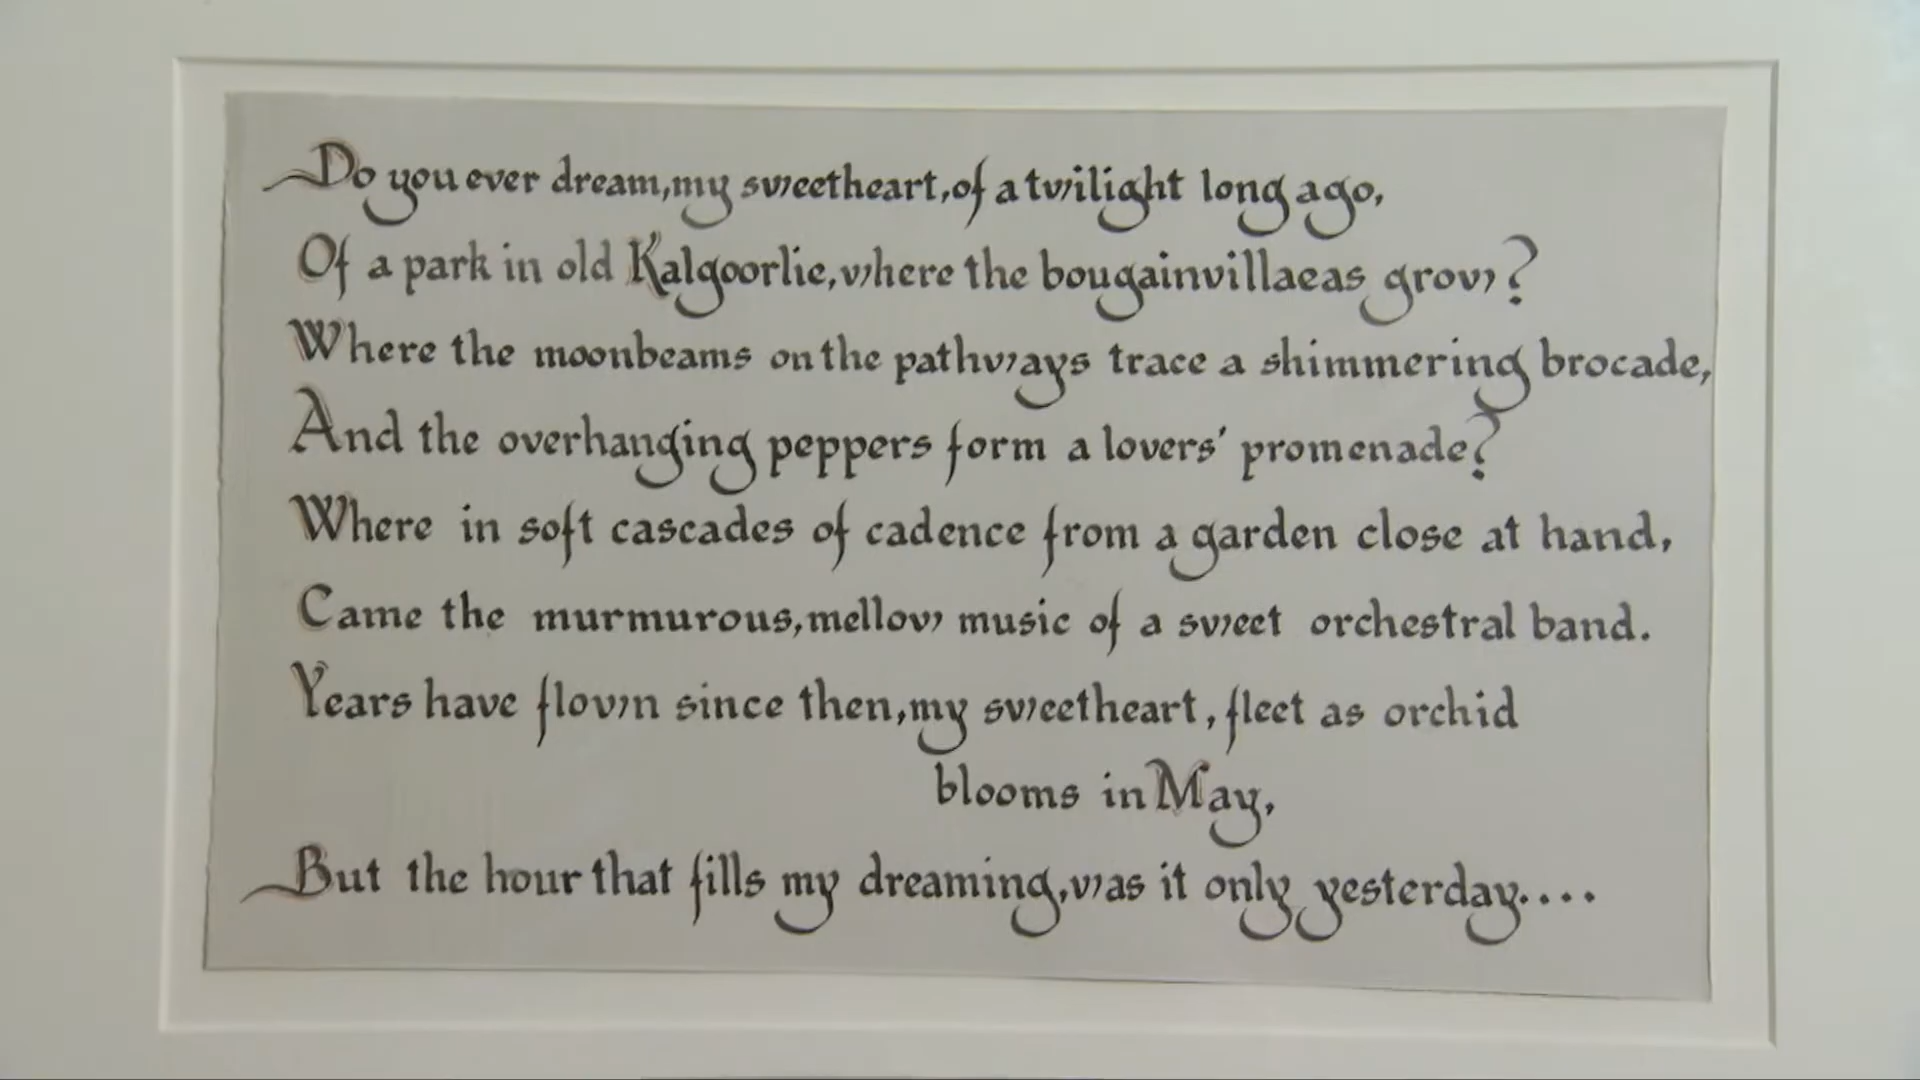 Do you ever dream, my sweetheart, of a twilight long ago,
Of a park in old Kalgoorlie, where the bougainvillaeas grow?
Where the moonbeams on the pathways trace a shimmering brocade,
And the overhanging peppers form a lovers' promenade?
Where in soft cascades of cadence from a garden close at hand,
Came the murmurous, mellow music of a sweet orchestral band.
Years have flown since then, my sweetheart, fleet as orchid
blooms in May,
But the hour that fills my dreaming, was it only yesterday....